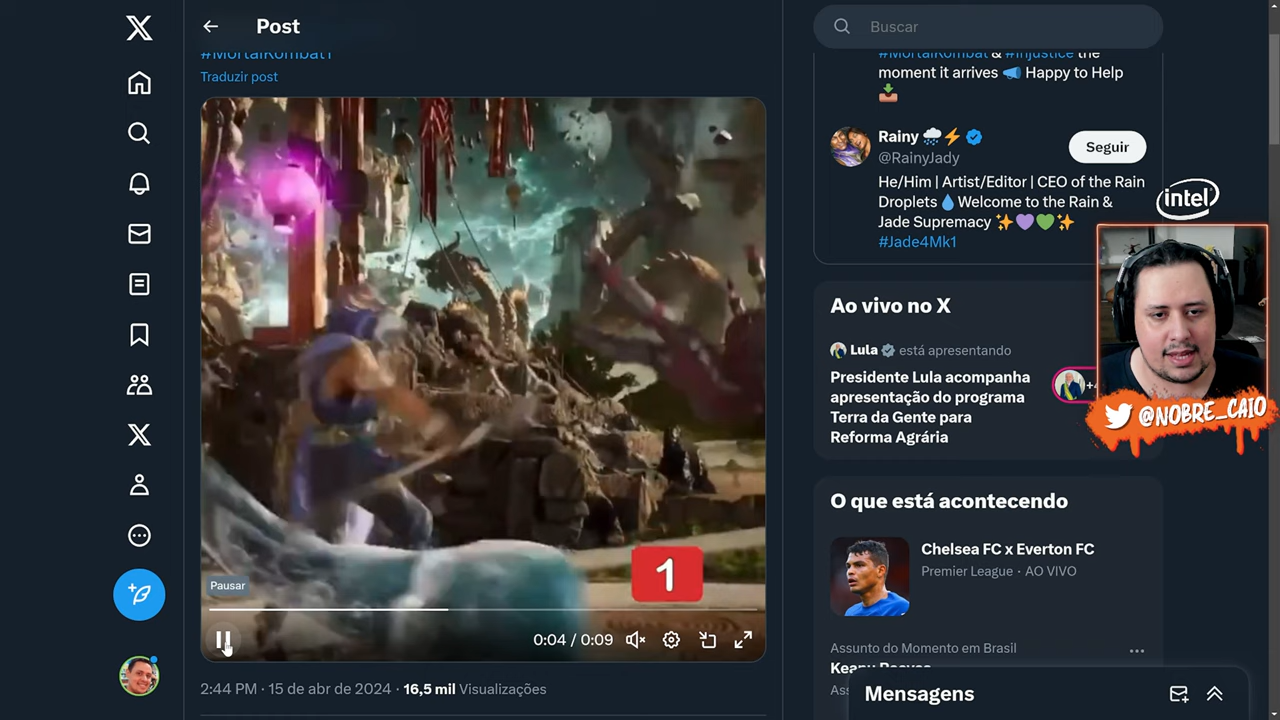 Post
Buscar
#MortalKombat1
Traduzir post
#MortalKombat & #Injustice the
moment it arrives 📣 Happy to Help
📥
Rainy 🌧️⚡
@RainyJady
Seguir
He/Him | Artist/Editor | CEO of the Rain
Droplets 💧Welcome to the Rain &
Jade Supremacy ✨💜💚✨
#Jade4Mk1
intel
Ao vivo no X
Lula está apresentando
Presidente Lula acompanha
apresentação do programa
Terra da Gente para
Reforma Agrária
@NOBRE_CAIO
O que está acontecendo
Chelsea FC x Everton FC
Premier League · AO VIVO
1
Pausar
0:04 / 0:09
2:44 PM · 15 de abr de 2024 · 16,5 mil Visualizações
Assunto do Momento em Brasil
Keanu Reeves
Mensagens